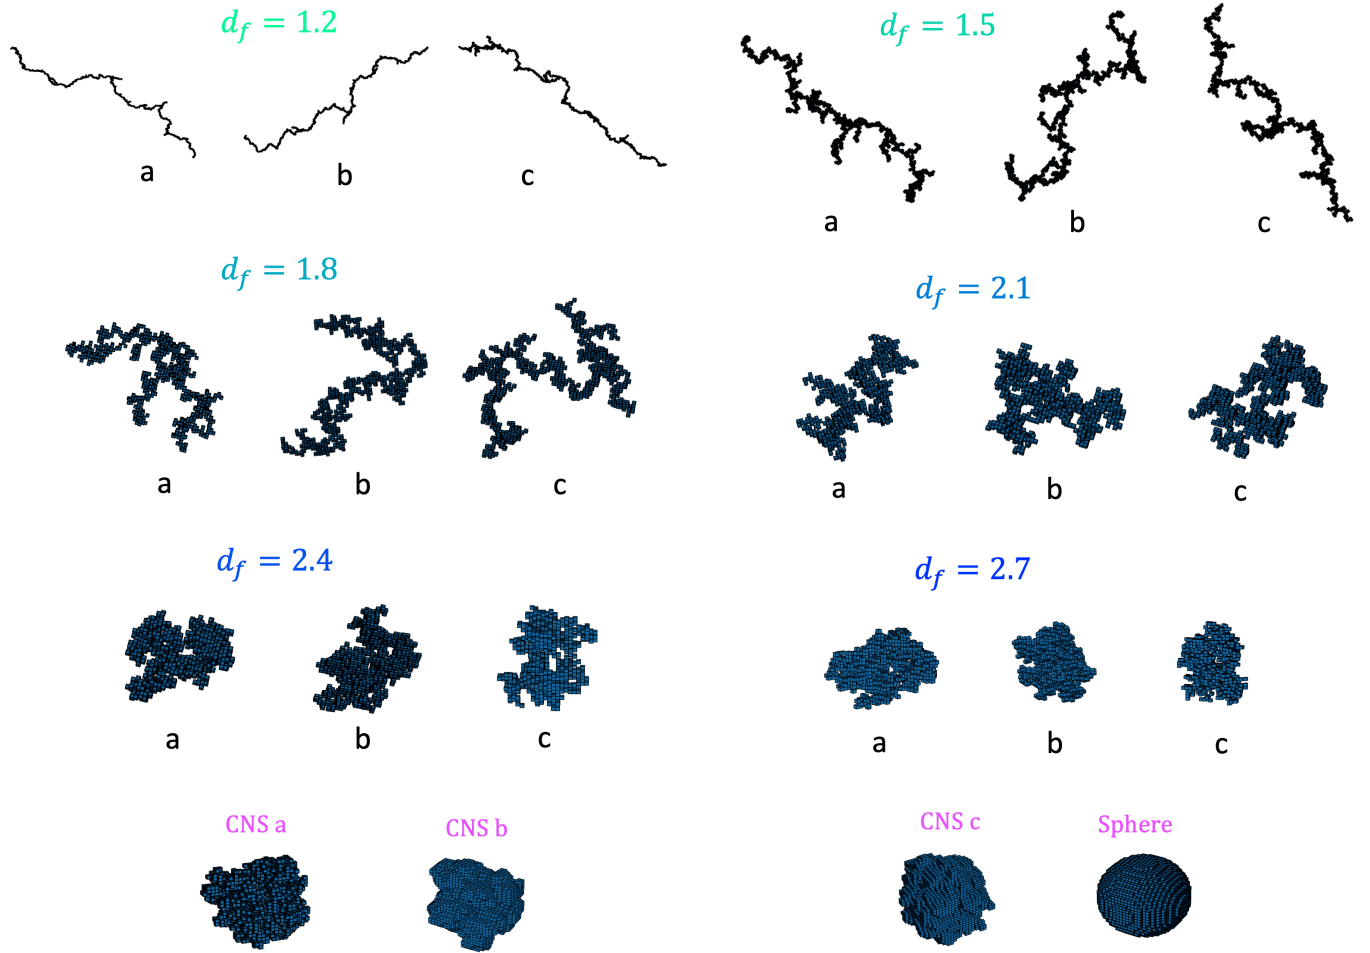 d_f = 1.2
a
b
c
d_f = 1.5
a
b
c
d_f = 1.8
a
b
c
d_f = 2.1
a
b
c
d_f = 2.4
a
b
c
d_f = 2.7
a
b
c
CNS a
CNS b
CNS c
Sphere